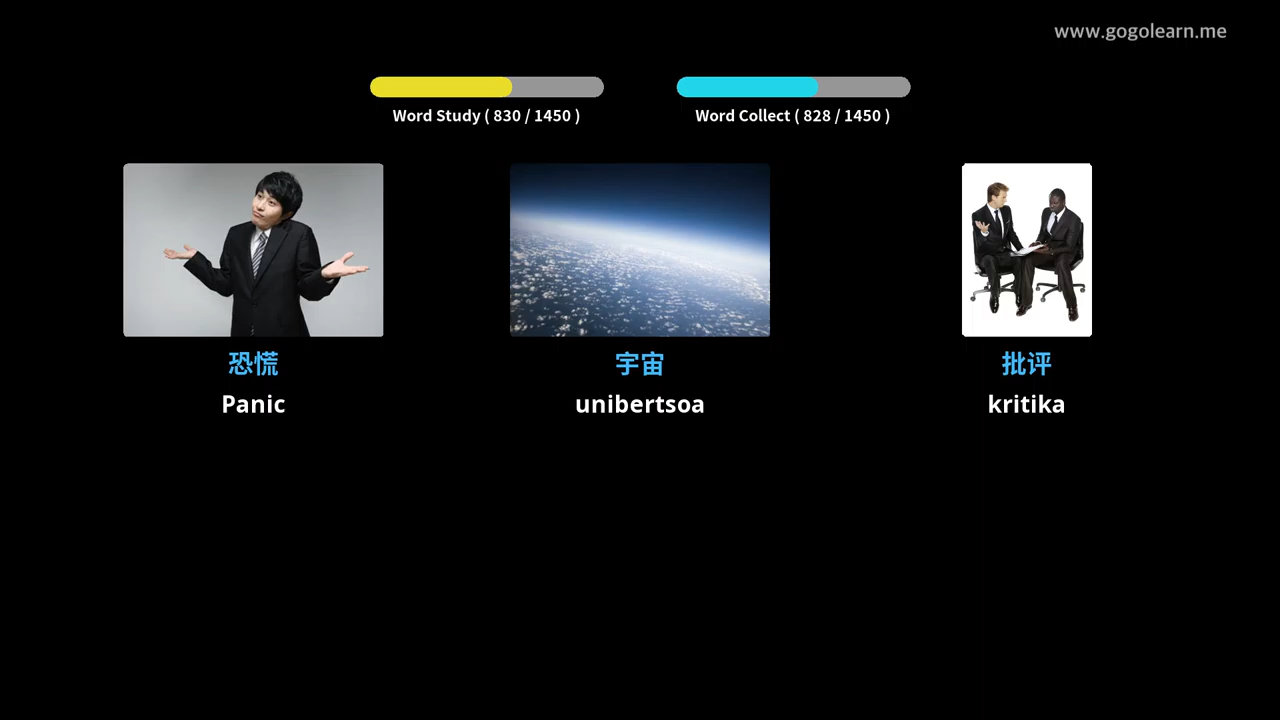 www.gogolearn.me
Word Study ( 830 / 1450 )
Word Collect ( 828 / 1450 )
恐慌
宇宙
批评
Panic
unibertsoa
kritika